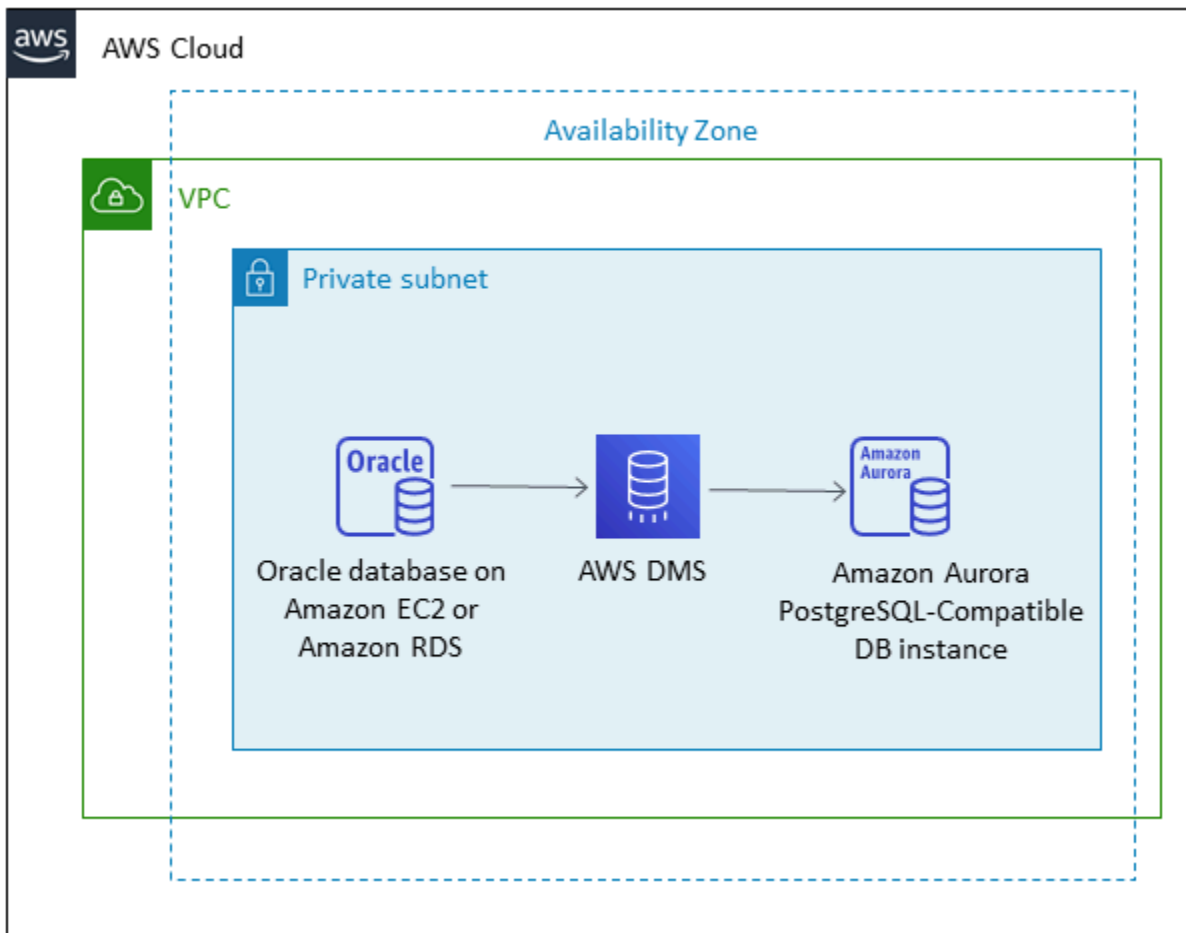 aws
AWS Cloud
Availability Zone
VPC
Private subnet
Oracle
Oracle database on
Amazon EC2 or
Amazon RDS
AWS DMS
Amazon
Aurora
Amazon Aurora
PostgreSQL-Compatible
DB instance